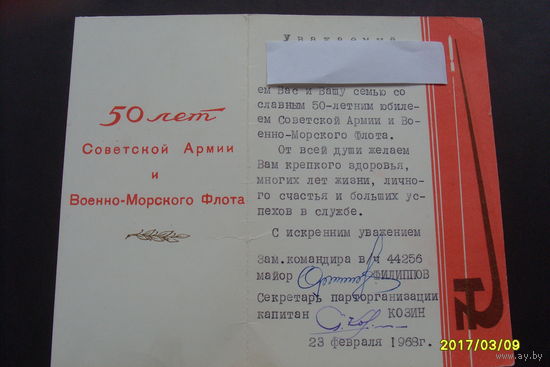 50 лет
Советской Армии
и
Военно-Морского Флота
ем Вас и Вашу семью со
славным 50-летним юбиле-
ем Советской Армии и Во-
енно-Морского Флота.
От всей души желаем
Вам крепкого здоровья,
многих лет жизни, лично-
го счастья и больших ус-
пехов в службе.
С искренним уважением
Зам.командира в ч 44256
майор ФИЛИППОВ
Секретарь парторганизации
капитан КОЗИН
23 февраля 1968г.
2017/03/09
www.ay.by